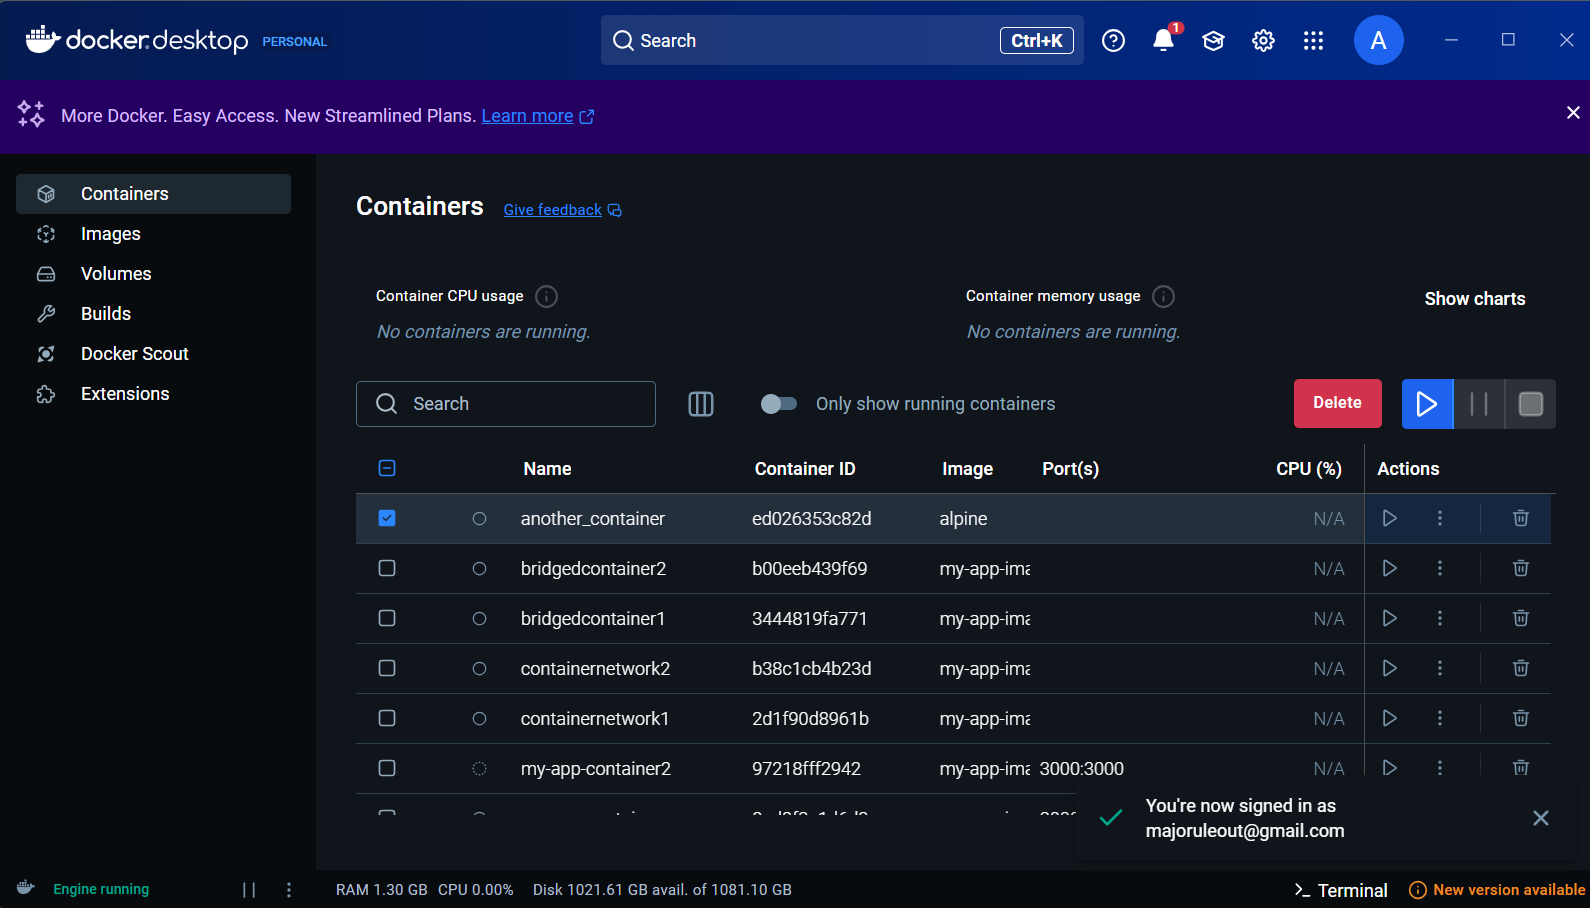 docker.desktop PERSONAL
Search Ctrl+K
1
A
More Docker. Easy Access. New Streamlined Plans. Learn more
Containers
Images
Volumes
Builds
Docker Scout
Extensions
Containers Give feedback
Container CPU usage
No containers are running.
Container memory usage
No containers are running.
Show charts
Search
Only show running containers
Delete
Name Container ID Image Port(s) CPU (%) Actions
another_container ed026353c82d alpine N/A
bridgedcontainer2 b00eeb439f69 my-app-ima N/A
bridgedcontainer1 3444819fa771 my-app-ima N/A
containernetwork2 b38c1cb4b23d my-app-ima N/A
containernetwork1 2d1f90d8961b my-app-ima N/A
my-app-container2 97218fff2942 my-app-ima 3000:3000 N/A
You're now signed in as
majoruleout@gmail.com
Engine running
RAM 1.30 GB CPU 0.00% Disk 1021.61 GB avail. of 1081.10 GB
Terminal
New version available